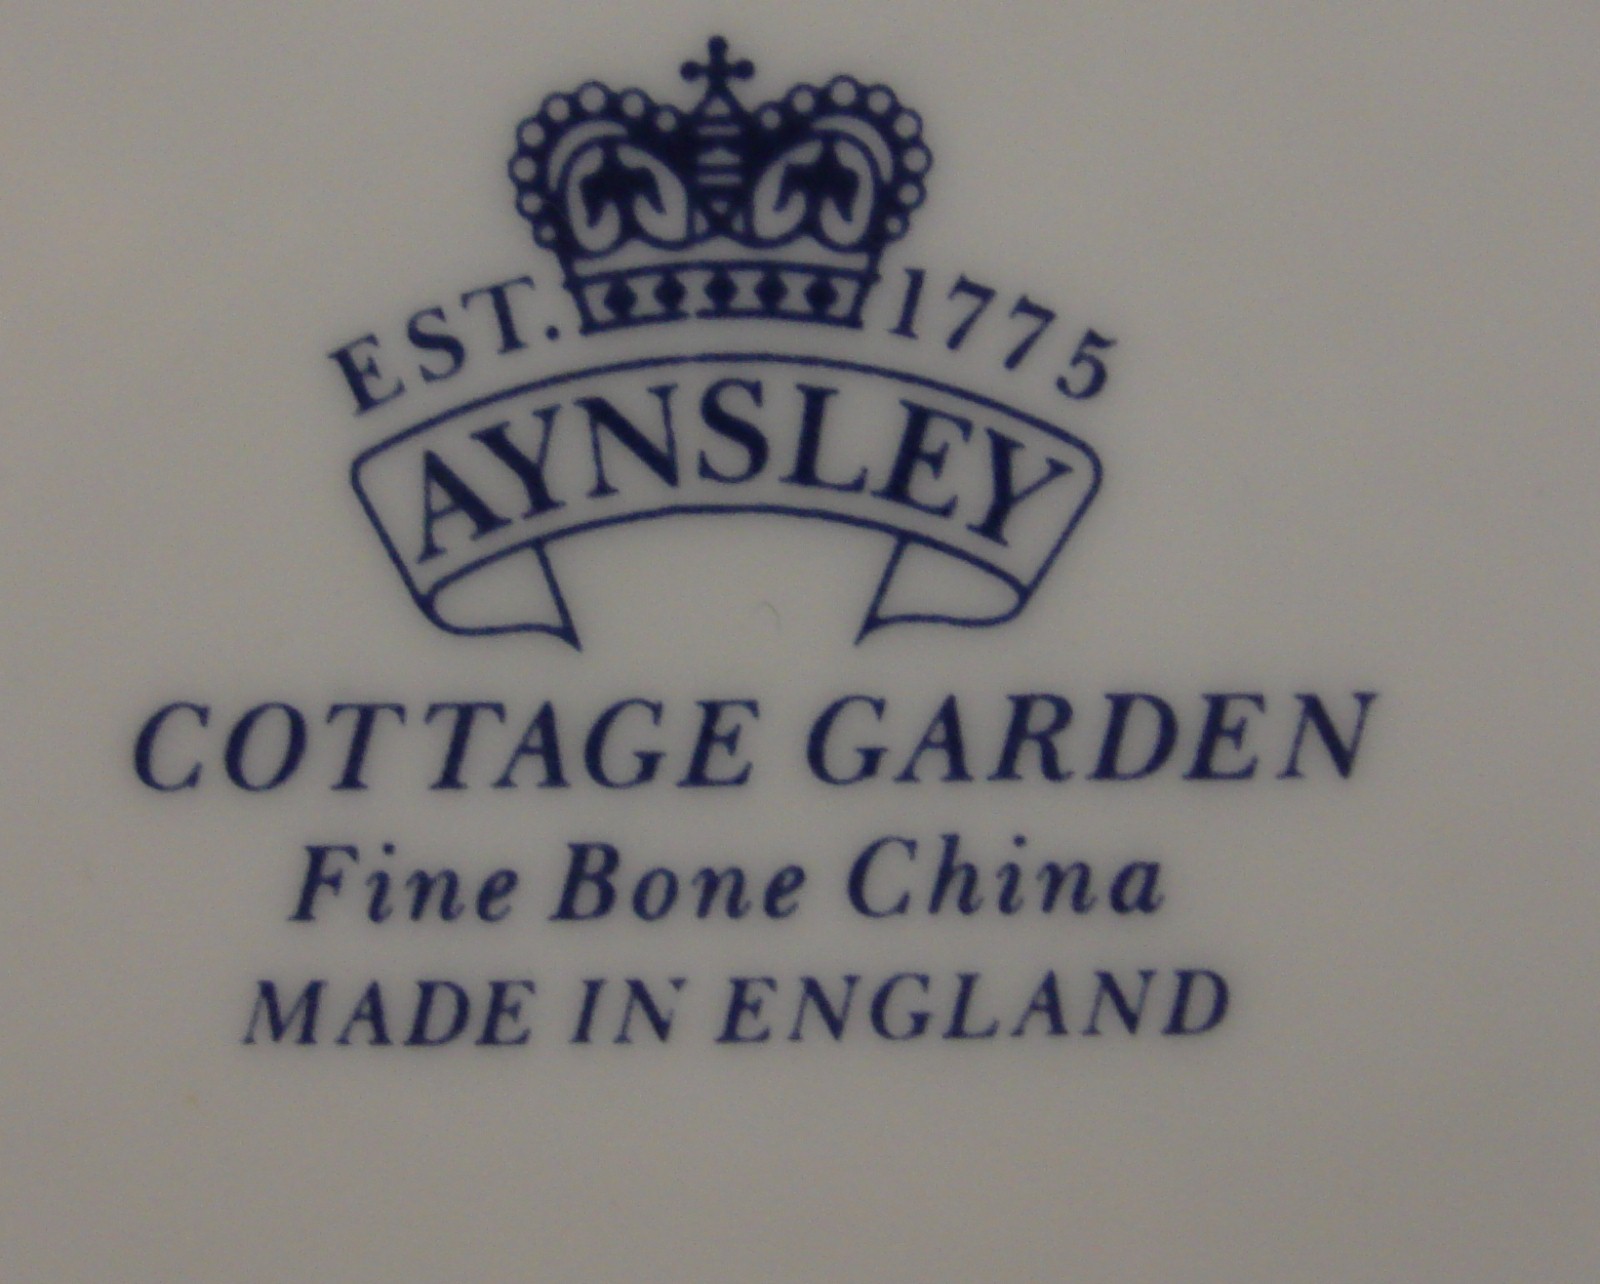 EST. 1775
AYNSLEY
COTTAGE GARDEN
Fine Bone China
MADE IN ENGLAND